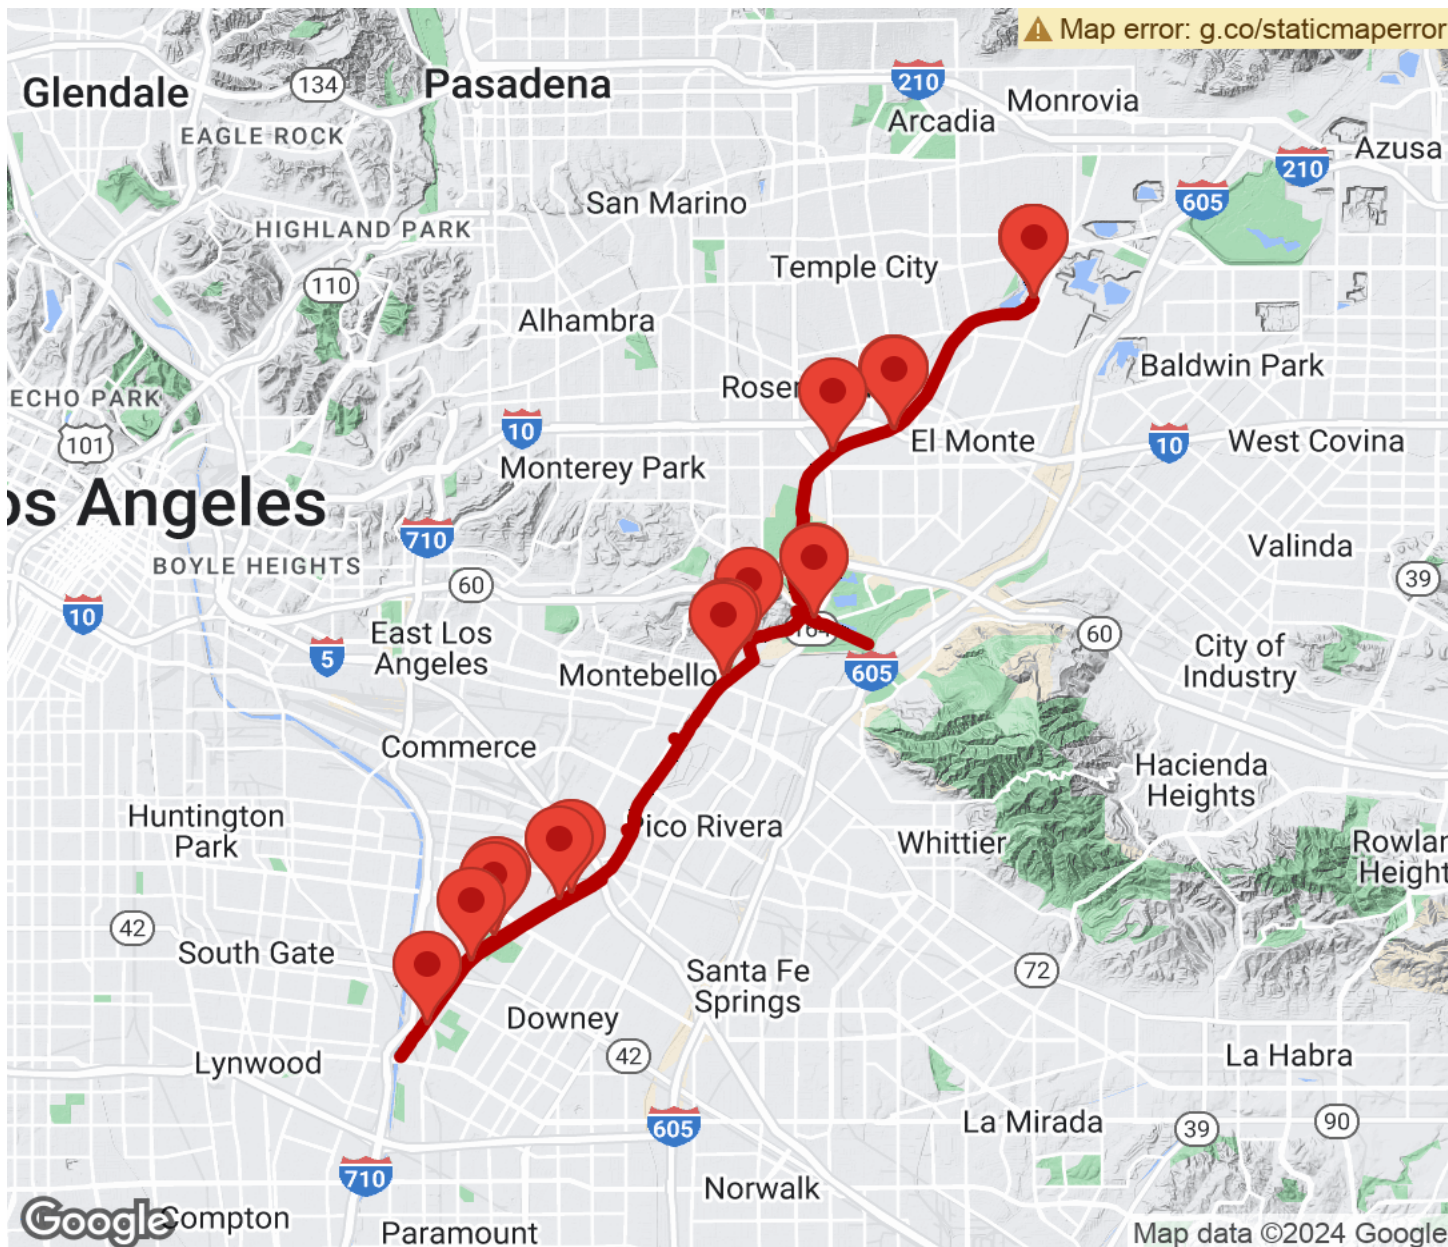 Map error: g.co/staticmaperror
Glendale
134
Pasadena
210
Monrovia
Arcadia
EAGLE ROCK
Azusa
210
605
San Marino
HIGHLAND PARK
Temple City
110
Alhambra
Baldwin Park
Roser
ECHO PARK
101
10
El Monte
10
West Covina
Monterey Park
os Angeles
710
Valinda
BOYLE HEIGHTS
60
39
10
East Los
Angeles
5
164
60
City of
Industry
Montebello
605
Commerce
Hacienda
Heights
Huntington
Park
ico Rivera
Whittier
Rowlan
Height
42
South Gate
Santa Fe
Springs
72
Downey
42
Lynwood
La Habra
605
La Mirada
39
90
710
Norwalk
Google
Compton
Paramount
Map data ©2024 Google